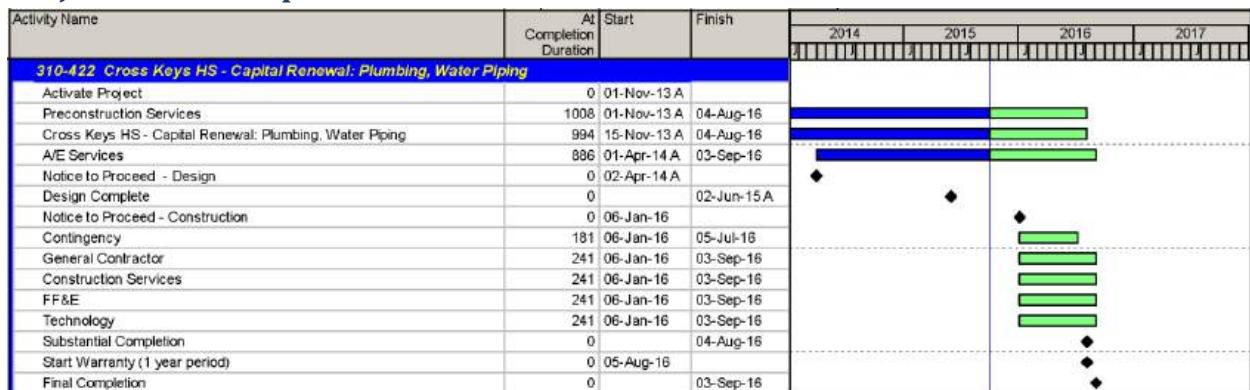 Activity Name At Completion Duration Start Finish
2014 2015 2016 2017
310-422 Cross Keys HS - Capital Renewal: Plumbing, Water Piping
Activate Project 0 01-Nov-13 A
Preconstruction Services 1008 01-Nov-13 A 04-Aug-16
Cross Keys HS - Capital Renewal: Plumbing, Water Piping 994 15-Nov-13 A 04-Aug-16
A/E Services 886 01-Apr-14 A 03-Sep-16
Notice to Proceed - Design 0 02-Apr-14 A
Design Complete 0 02-Jun-15 A
Notice to Proceed - Construction 0 06-Jan-16
Contingency 181 06-Jan-16 05-Jul-16
General Contractor 241 06-Jan-16 03-Sep-16
Construction Services 241 06-Jan-16 03-Sep-16
FF&E 241 06-Jan-16 03-Sep-16
Technology 241 06-Jan-16 03-Sep-16
Substantial Completion 0 04-Aug-16
Start Warranty (1 year period) 0 05-Aug-16
Final Completion 0 03-Sep-16